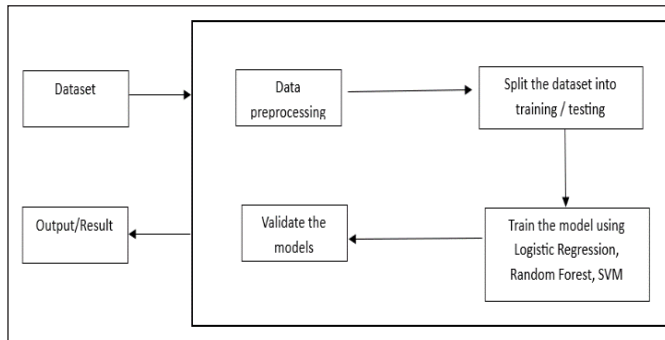 Dataset
Data
preprocessing
Split the dataset into
training / testing
Output/Result
Validate the
models
Train the model using
Logistic Regression,
Random Forest, SVM